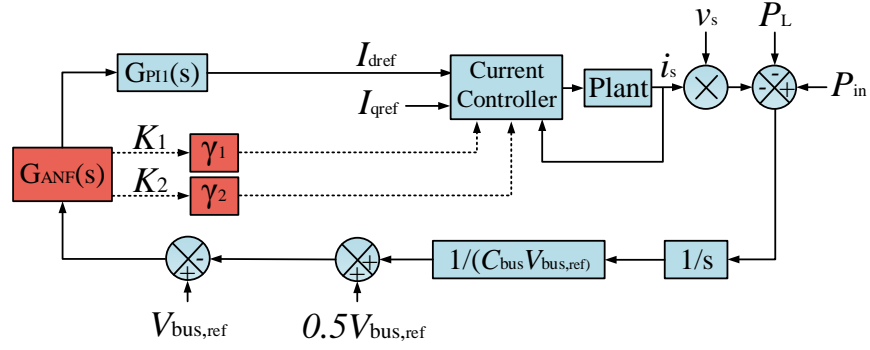 v_s
P_L
G_PI1(s)
I_dref
Current
Controller
Plant
i_s
-
-
+
P_in
I_qref
K_1
γ_1
G_ANF(s)
K_2
γ_2
-
+
+
+
1/(C_bus V_bus,ref)
1/s
V_bus,ref
0.5V_bus,ref